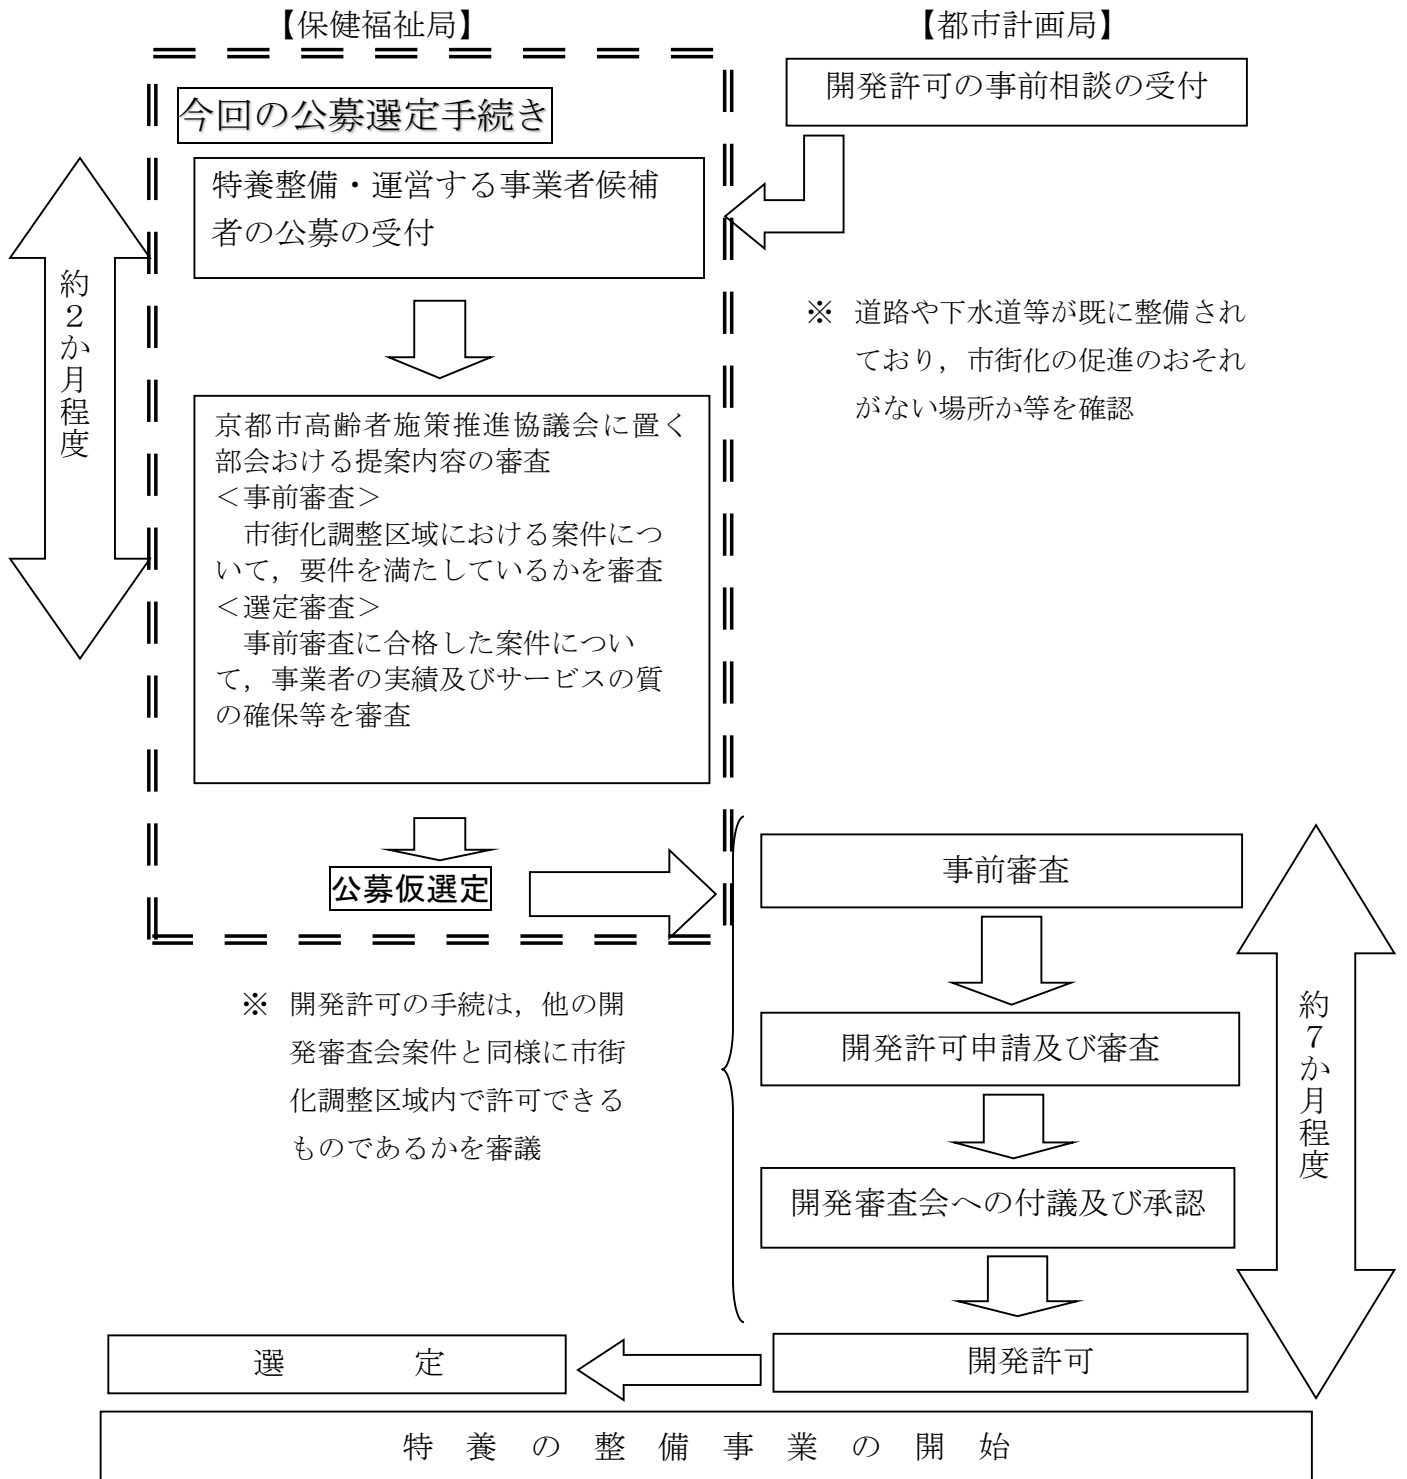 【保健福祉局】
【都市計画局】
開発許可の事前相談の受付
今回の公募選定手続き
特養整備・運営する事業者候補
者の公募の受付
約２か月程度
※　道路や下水道等が既に整備され
ており，市街化の促進のおそれ
がない場所か等を確認
京都市高齢者施策推進協議会に置く
部会おける提案内容の審査
＜事前審査＞
　市街化調整区域における案件につ
いて，要件を満たしているかを審査
＜選定審査＞
　事前審査に合格した案件につい
て，事業者の実績及びサービスの質
の確保等を審査
公募仮選定
事前審査
※　開発許可の手続は，他の開
発審査会案件と同様に市街
化調整区域内で許可できる
ものであるかを審議
開発許可申請及び審査
約７か月程度
開発審査会への付議及び承認
開発許可
選　　　　定
特　養　の　整　備　事　業　の　開　始